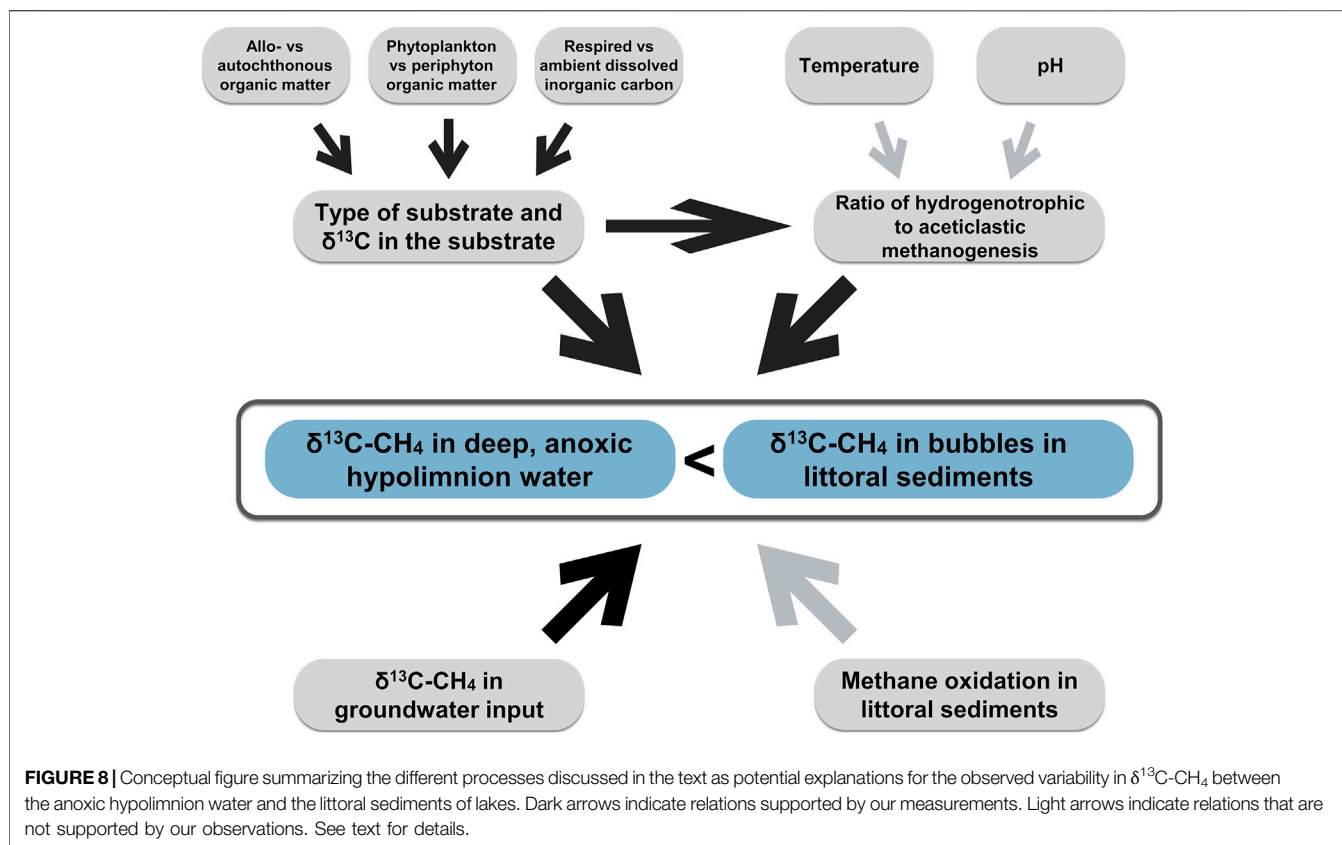 Allo- vs
autochthonous
organic matter
Phytoplankton
vs periphyton
organic matter
Respired vs
ambient dissolved
inorganic carbon
Temperature
pH
Type of substrate and
δ¹³C in the substrate
Ratio of hydrogenotrophic
to aceticlastic
methanogenesis
δ¹³C-CH₄ in deep, anoxic
hypolimnion water
<
δ¹³C-CH₄ in bubbles in
littoral sediments
δ¹³C-CH₄ in
groundwater input
Methane oxidation in
littoral sediments
FIGURE 8 | Conceptual figure summarizing the different processes discussed in the text as potential explanations for the observed variability in δ¹³C-CH₄ between
the anoxic hypolimnion water and the littoral sediments of lakes. Dark arrows indicate relations supported by our measurements. Light arrows indicate relations that are
not supported by our observations. See text for details.